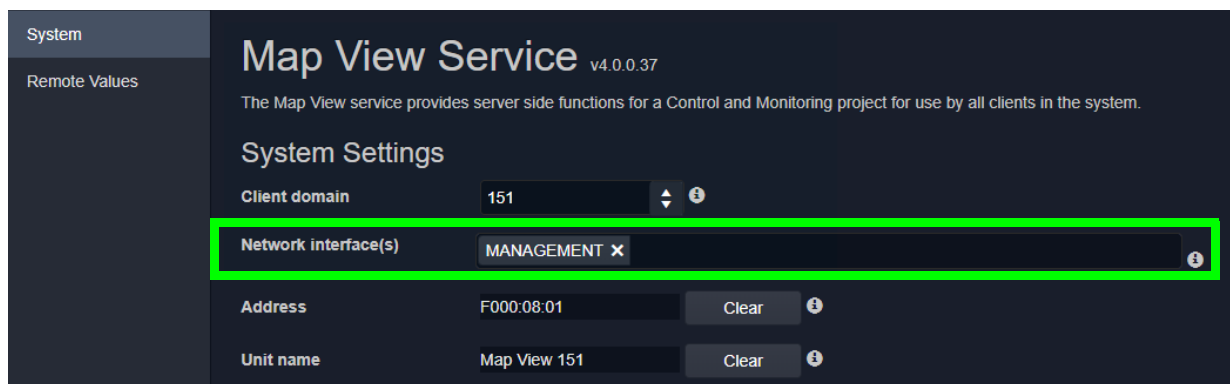 System
Remote Values
Map View Service v4.0.0.37
The Map View service provides server side functions for a Control and Monitoring project for use by all clients in the system.
System Settings
Client domain 151
Network interface(s) MANAGEMENT ×
Address F000:08:01 Clear
Unit name Map View 151 Clear